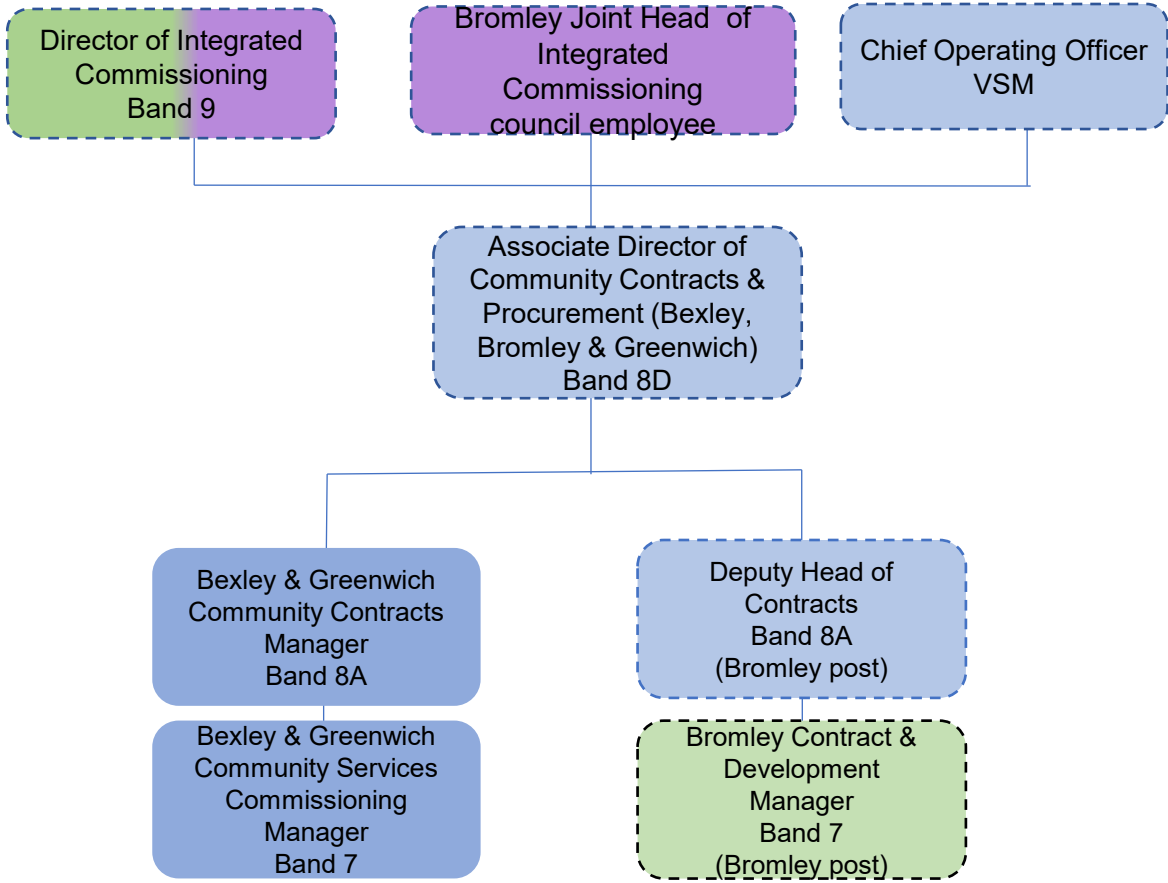 Director of Integrated
Commissioning
Band 9
Bromley Joint Head of
Integrated
Commissioning
council employee
Chief Operating Officer
VSM
Associate Director of
Community Contracts &
Procurement (Bexley,
Bromley & Greenwich)
Band 8D
Bexley & Greenwich
Community Contracts
Manager
Band 8A
Deputy Head of
Contracts
Band 8A
(Bromley post)
Bexley & Greenwich
Community Services
Commissioning
Manager
Band 7
Bromley Contract &
Development
Manager
Band 7
(Bromley post)